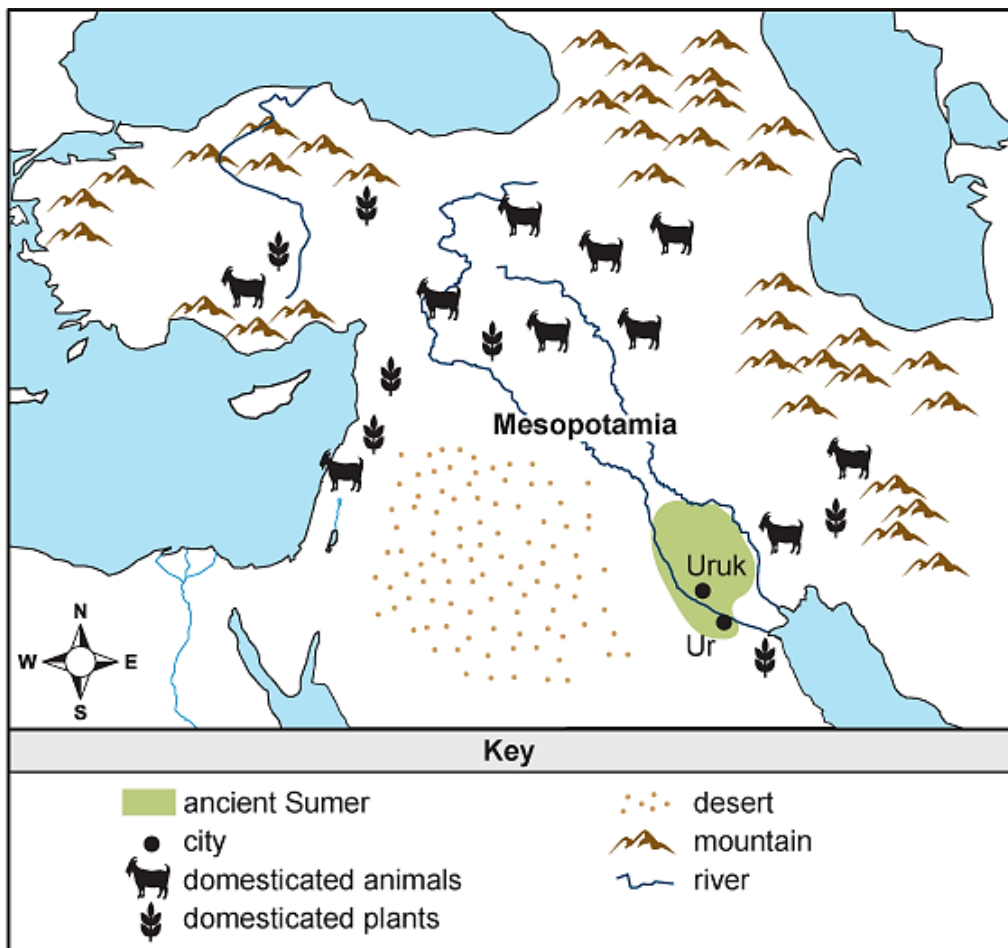 Mesopotamia
Uruk
Ur
N
W E
S
Key
ancient Sumer
city
domesticated animals
domesticated plants
desert
mountain
river